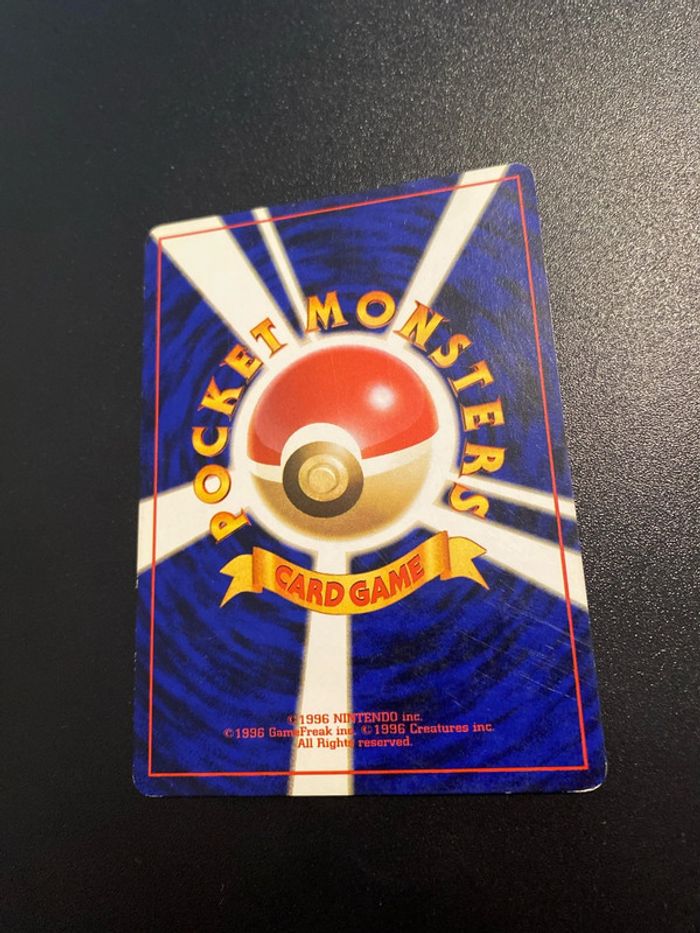 POCKET MONSTERS
CARD GAME
©1996 NINTENDO inc.
©1996 GameFreak inc. ©1996 Creatures inc.
All Rights reserved.